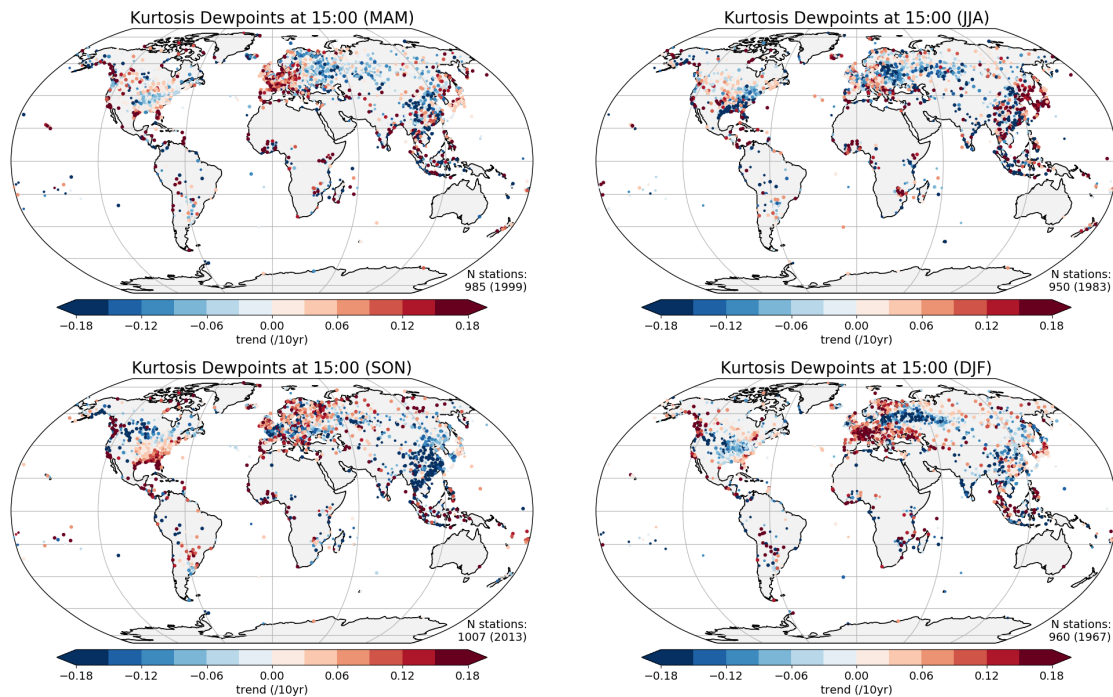 Kurtosis Dewpoints at 15:00 (MAM)
N stations:
985 (1999)
−0.18 −0.12 −0.06 0.00 0.06 0.12 0.18
trend (/10yr)
Kurtosis Dewpoints at 15:00 (JJA)
N stations:
950 (1983)
−0.18 −0.12 −0.06 0.00 0.06 0.12 0.18
trend (/10yr)
Kurtosis Dewpoints at 15:00 (SON)
N stations:
1007 (2013)
−0.18 −0.12 −0.06 0.00 0.06 0.12 0.18
trend (/10yr)
Kurtosis Dewpoints at 15:00 (DJF)
N stations:
960 (1967)
−0.18 −0.12 −0.06 0.00 0.06 0.12 0.18
trend (/10yr)